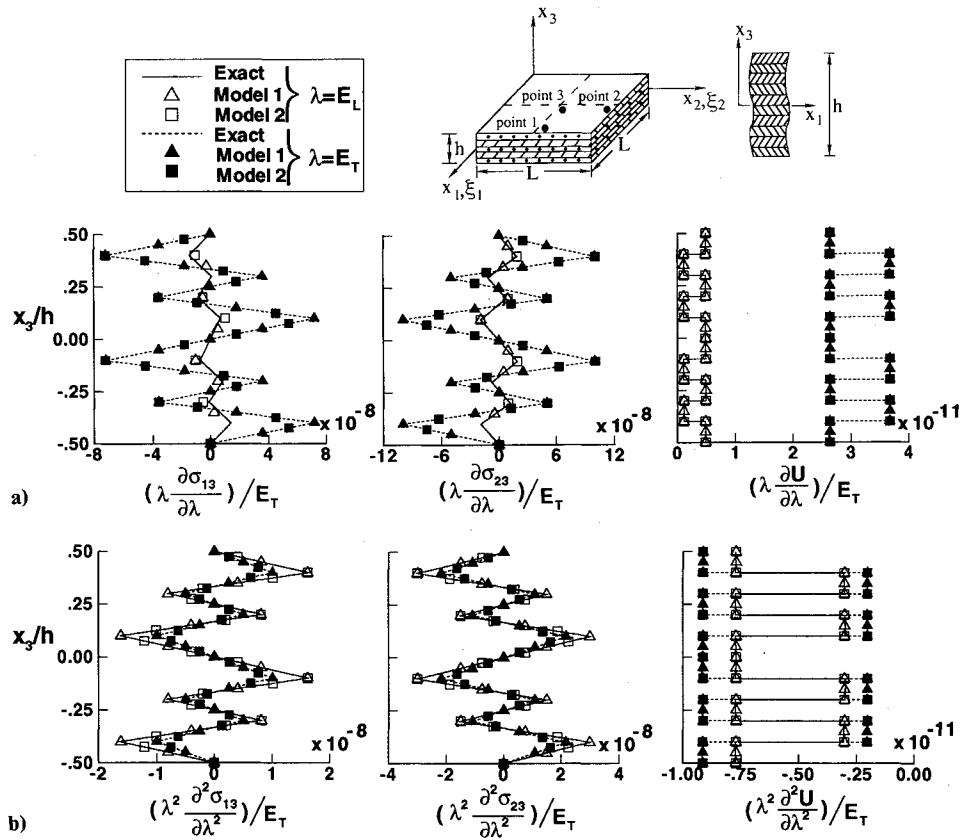 Exact
Model 1
Model 2
λ=E_L
Exact
Model 1
Model 2
λ=E_T
x_3
point 3
point 2
point 1
x_2,ξ_2
h
L
L
x_1,ξ_1
x_3
x_1
h
x_3/h
.50
.25
0.00
-.25
-.50
-8
-4
0
4
8
x 10^-8
(λ ∂σ_13/∂λ)/E_T
-12
-6
0
6
12
x 10^-8
(λ ∂σ_23/∂λ)/E_T
0
1
2
3
4
x 10^-11
(λ ∂U/∂λ)/E_T
a)
x_3/h
.50
.25
0.00
-.25
-.50
-2
-1
0
1
2
x 10^-8
(λ^2 ∂^2σ_13/∂λ^2)/E_T
-4
-2
0
2
4
x 10^-8
(λ^2 ∂^2σ_23/∂λ^2)/E_T
-1.00
-.75
-.50
-.25
0.00
x 10^-11
(λ^2 ∂^2U/∂λ^2)/E_T
b)